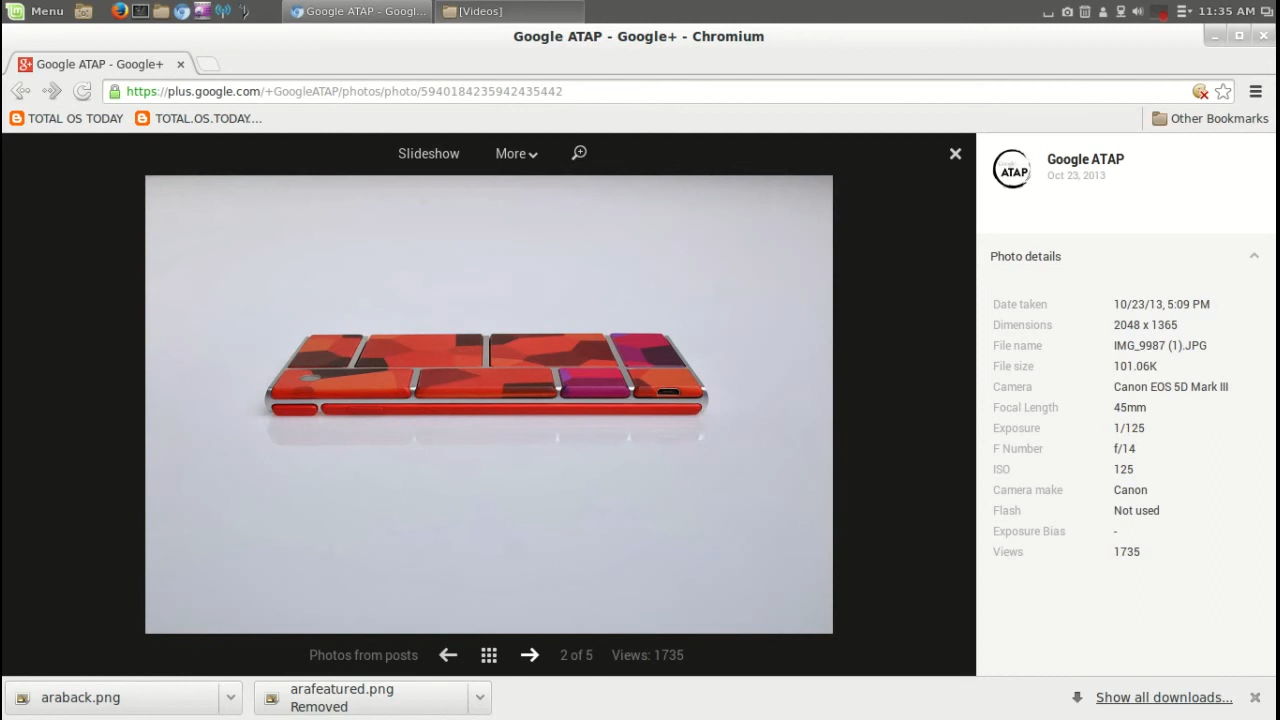 Menu
Google ATAP - Googl...
[Videos]
11:35 AM
Google ATAP - Google+ - Chromium
Google ATAP - Google+
https://plus.google.com/+GoogleATAP/photos/photo/5940184235942435442
TOTAL OS TODAY
TOTAL.OS.TODAY....
Other Bookmarks
Slideshow
More
ATAP
Google ATAP
Oct 23, 2013
Photo details
Date taken 10/23/13, 5:09 PM
Dimensions 2048 x 1365
File name IMG_9987 (1).JPG
File size 101.06K
Camera Canon EOS 5D Mark III
Focal Length 45mm
Exposure 1/125
F Number f/14
ISO 125
Camera make Canon
Flash Not used
Exposure Bias -
Views 1735
Photos from posts
2 of 5
Views: 1735
araback.png
arafeatured.png
Removed
Show all downloads...